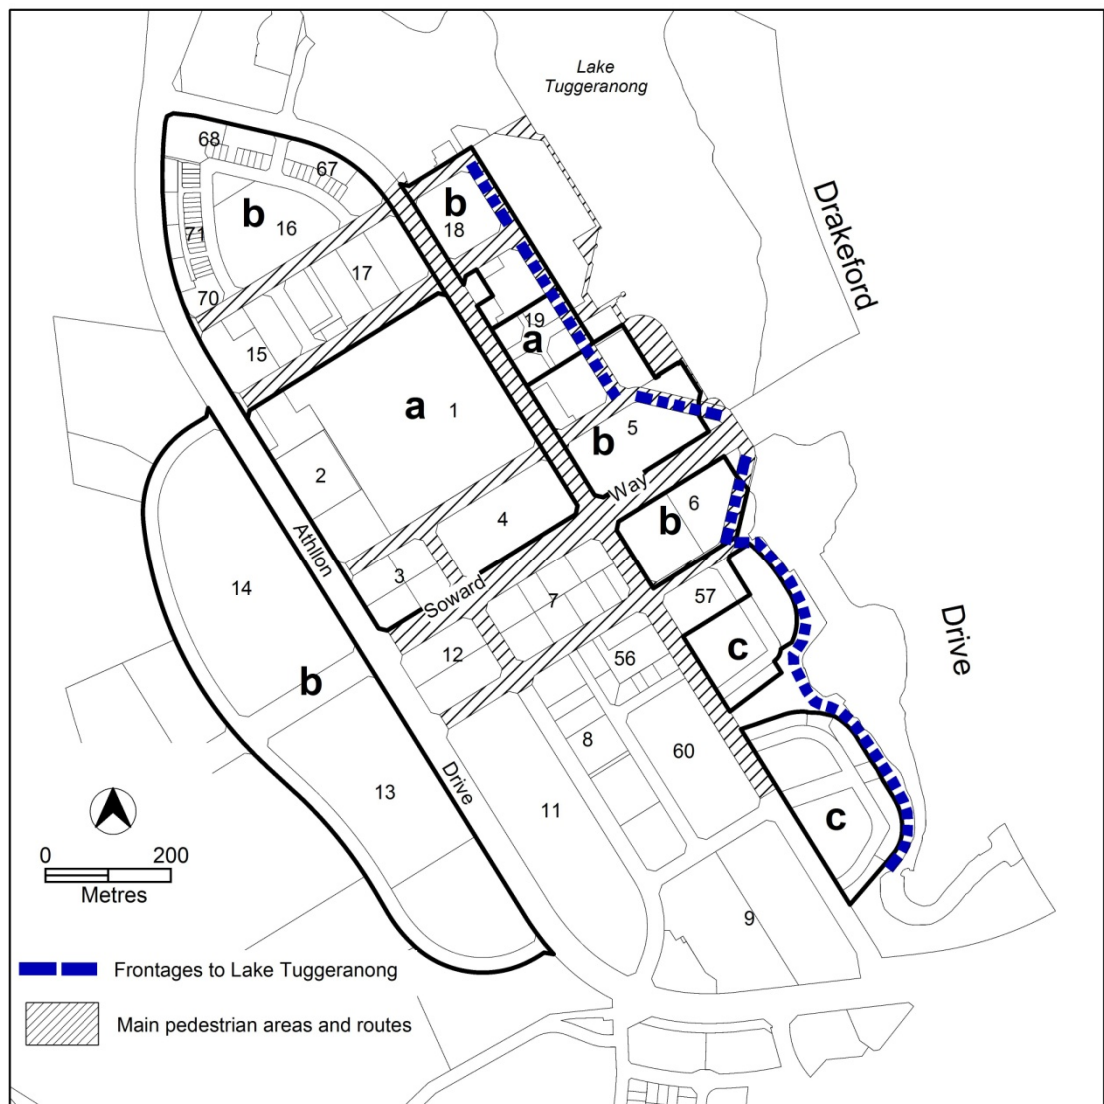 Lake
Tuggeranong
68
67
b
18
b
16
71
17
70
Drakeford
19
a
15
a
1
5
b
2
Way
6
b
4
Athllon
3
Soward
14
7
57
12
56
c
Drive
b
8
60
13
Drive
11
c
9
0 200
Metres
Frontages to Lake Tuggeranong
Main pedestrian areas and routes